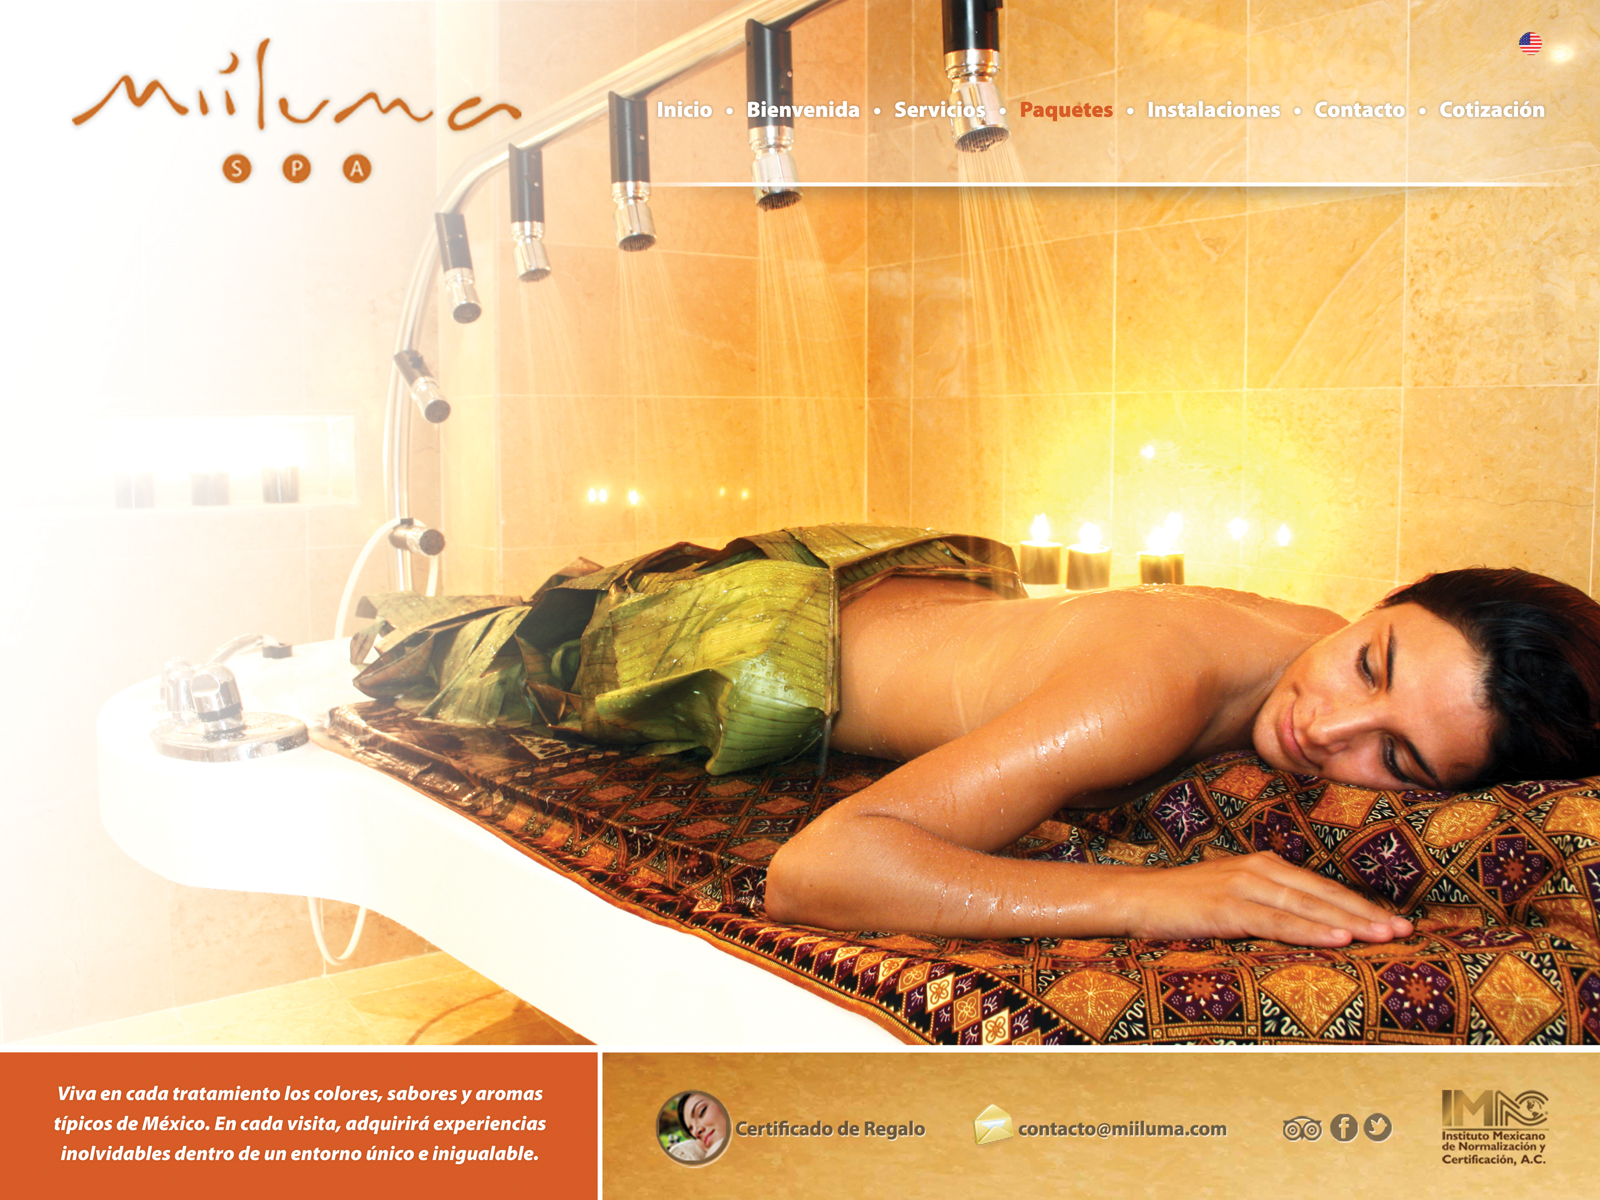 miiluma
SPA
Inicio • Bienvenida • Servicios • Paquetes • Instalaciones • Contacto • Cotización
Viva en cada tratamiento los colores, sabores y aromas
típicos de México. En cada visita, adquirirá experiencias
inolvidables dentro de un entorno único e inigualable.
Certificado de Regalo
contacto@miiluma.com
IMNC
Instituto Mexicano
de Normalización y
Certificación, A.C.